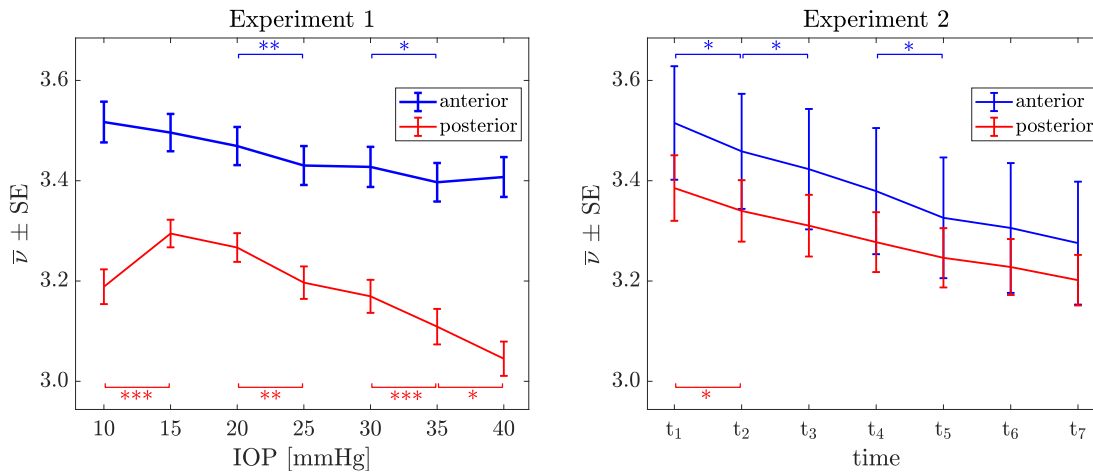 Experiment 1
ν̅ ± SE
3.6
3.4
3.2
3.0
**
*
anterior
posterior
***
**
***
*
10 15 20 25 30 35 40
IOP [mmHg]
Experiment 2
ν̅ ± SE
3.6
3.4
3.2
3.0
*
*
*
anterior
posterior
*
t₁ t₂ t₃ t₄ t₅ t₆ t₇
time